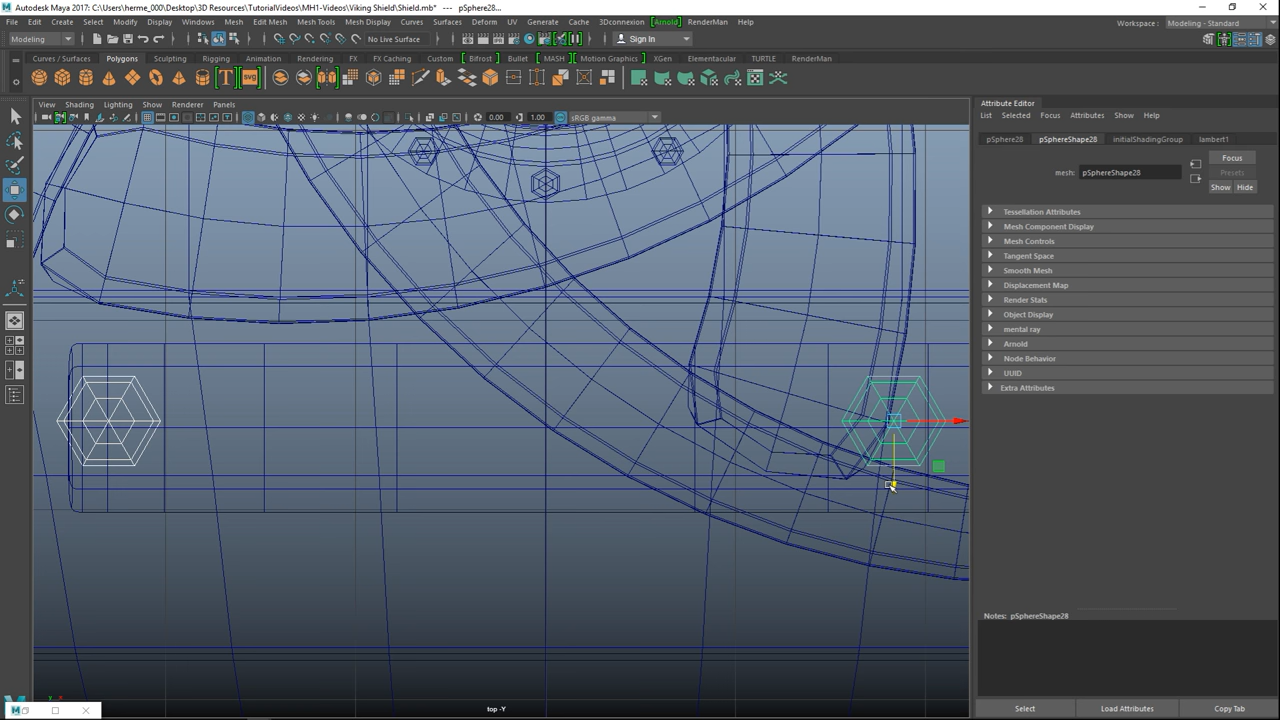 Autodesk Maya 2017: C:\Users\herme_000\Desktop\3D Resources\TutorialVideos\MH1-Videos\Viking Shield\Shield.mb* --- pSphere28...
File Edit Create Select Modify Display Windows Mesh Edit Mesh Mesh Tools Mesh Display Curves Surfaces Deform UV Generate Cache 3Dconnexion [Arnold] RenderMan Help
Workspace : Modeling - Standard
Modeling No Live Surface Sign In
Curves / Surfaces Polygons Sculpting Rigging Animation Rendering FX FX Caching Custom Bifrost Bullet MASH Motion Graphics XGen Elementacular TURTLE RenderMan
T svg
View Shading Lighting Show Renderer Panels
0.00 1.00 sRGB gamma
Attribute Editor
List Selected Focus Attributes Show Help
pSphere28 pSphereShape28 initialShadingGroup lambert1
mesh: pSphereShape28
Focus
Presets
Show Hide
Tessellation Attributes
Mesh Component Display
Mesh Controls
Tangent Space
Smooth Mesh
Displacement Map
Render Stats
Object Display
mental ray
Arnold
Node Behavior
UUID
Extra Attributes
Notes: pSphereShape28
top -Y
Select Load Attributes Copy Tab